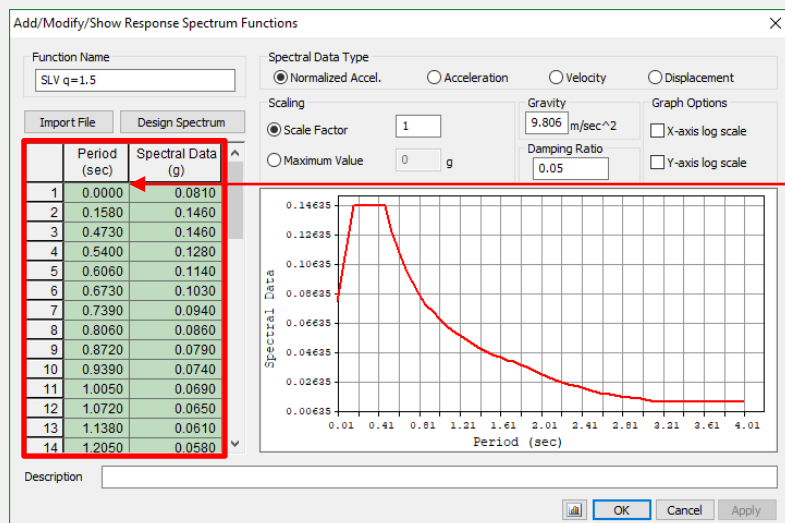 Add/Modify/Show Response Spectrum Functions
Function Name
SLV q=1.5
Import File Design Spectrum
Spectral Data Type
Normalized Accel. Acceleration Velocity Displacement
Scaling
Scale Factor 1
Maximum Value 0 g
Gravity
9.806 m/sec^2
Damping Ratio
0.05
Graph Options
X-axis log scale
Y-axis log scale
Period (sec) Spectral Data (g)
1 0.0000 0.0810
2 0.1580 0.1460
3 0.4730 0.1460
4 0.5400 0.1280
5 0.6060 0.1140
6 0.6730 0.1030
7 0.7390 0.0940
8 0.8060 0.0860
9 0.8720 0.0790
10 0.9390 0.0740
11 1.0050 0.0690
12 1.0720 0.0650
13 1.1380 0.0610
14 1.2050 0.0580
Spectral Data
0.14635
0.12635
0.10635
0.08635
0.06635
0.04635
0.02635
0.00635
0.01 0.41 0.81 1.21 1.61 2.01 2.41 2.81 3.21 3.61 4.01
Period (sec)
Description
OK Cancel Apply